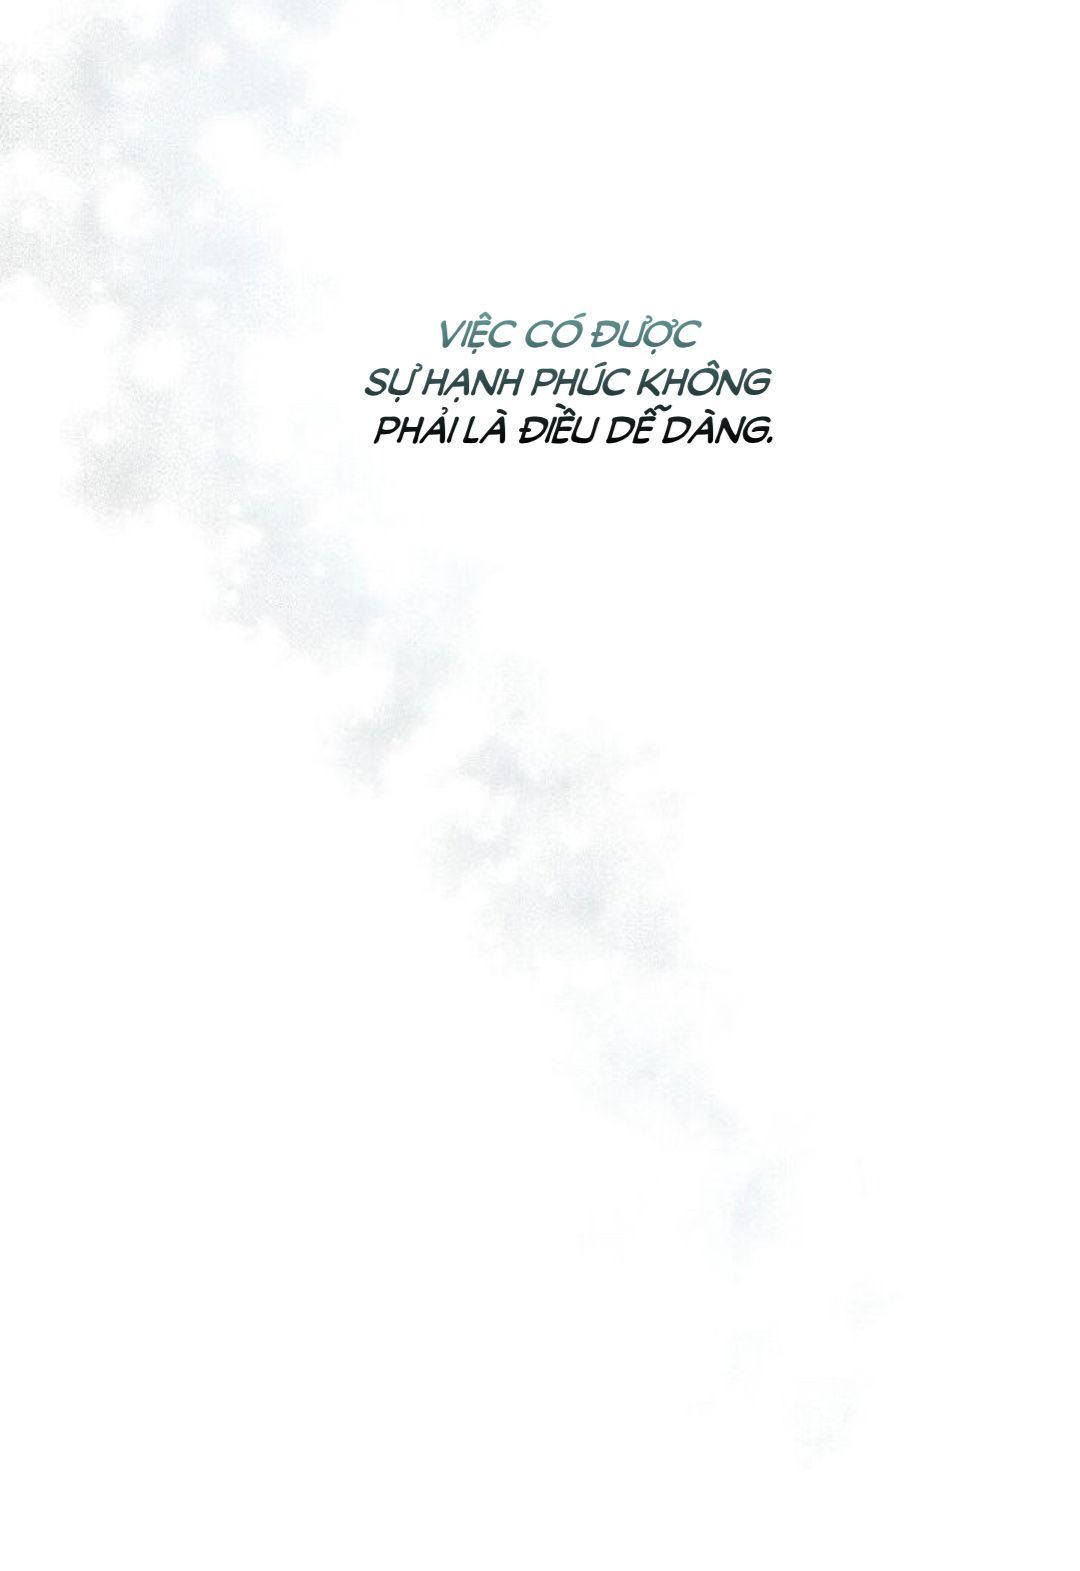 VIỆC CÓ ĐƯỢC
SỰ HẠNH PHÚC KHÔNG
PHẢI LÀ ĐIỀU DỄ DÀNG.